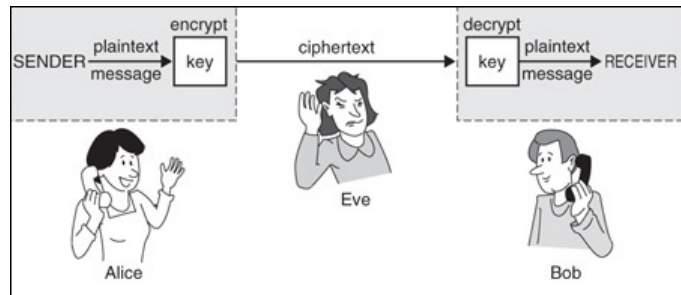 encrypt
decrypt
SENDER plaintext message key ciphertext key plaintext message RECEIVER
Eve
Alice
Bob